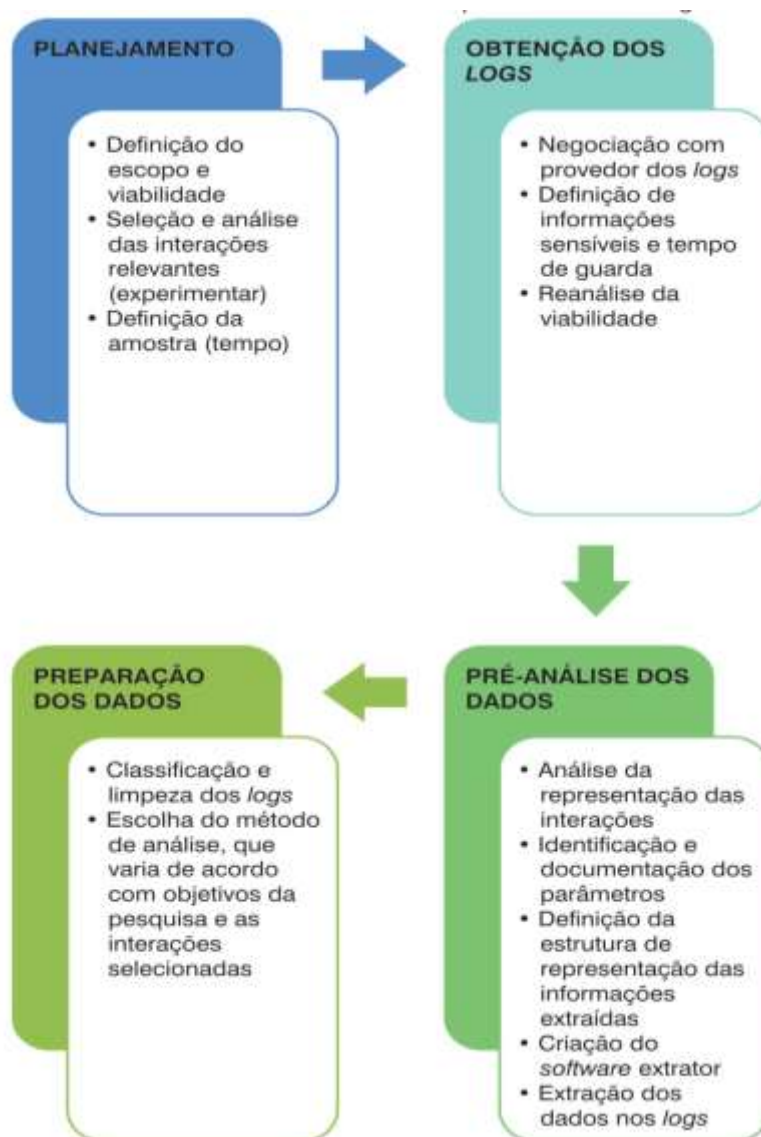 PLANEJAMENTO
• Definição do
escopo e
viabilidade
• Seleção e análise
das interações
relevantes
(experimentar)
• Definição da
amostra (tempo)
OBTENÇÃO DOS
LOGS
• Negociação com
provedor dos logs
• Definição de
informações
sensíveis e tempo
de guarda
• Reanálise da
viabilidade
PRÉ-ANÁLISE DOS
DADOS
• Análise da
representação das
interações
• Identificação e
documentação dos
parâmetros
• Definição da
estrutura de
representação das
informações
extraídas
• Criação do
software extrator
• Extração dos
dados nos logs
PREPARAÇÃO
DOS DADOS
• Classificação e
limpeza dos logs
• Escolha do método
de análise, que
varia de acordo
com objetivos da
pesquisa e as
interações
selecionadas